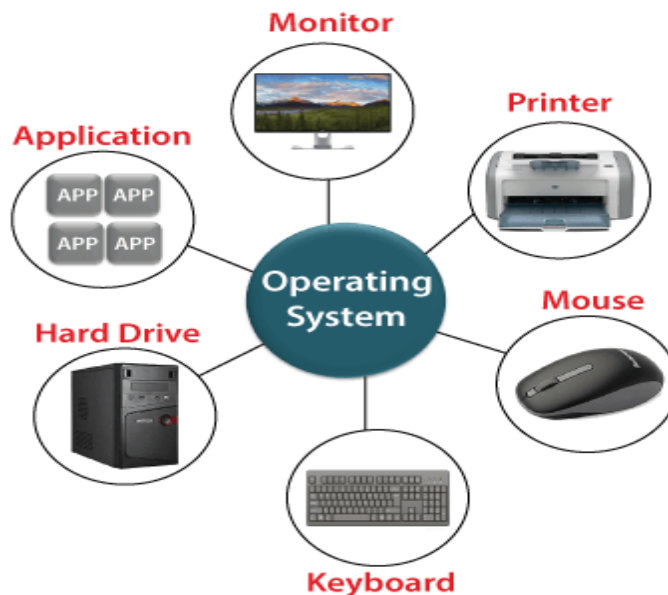 Monitor
Printer
Application
APP APP
APP APP
Operating
System
Mouse
Hard Drive
Keyboard